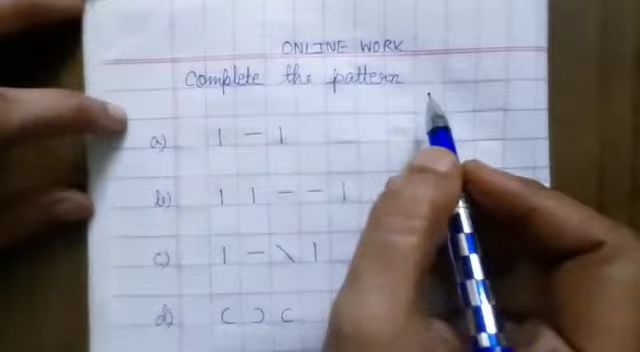 ONLINE WORK
Complete the pattern
a) | — | —
b) | | — — |
c) | — \ |
d) ( ) (